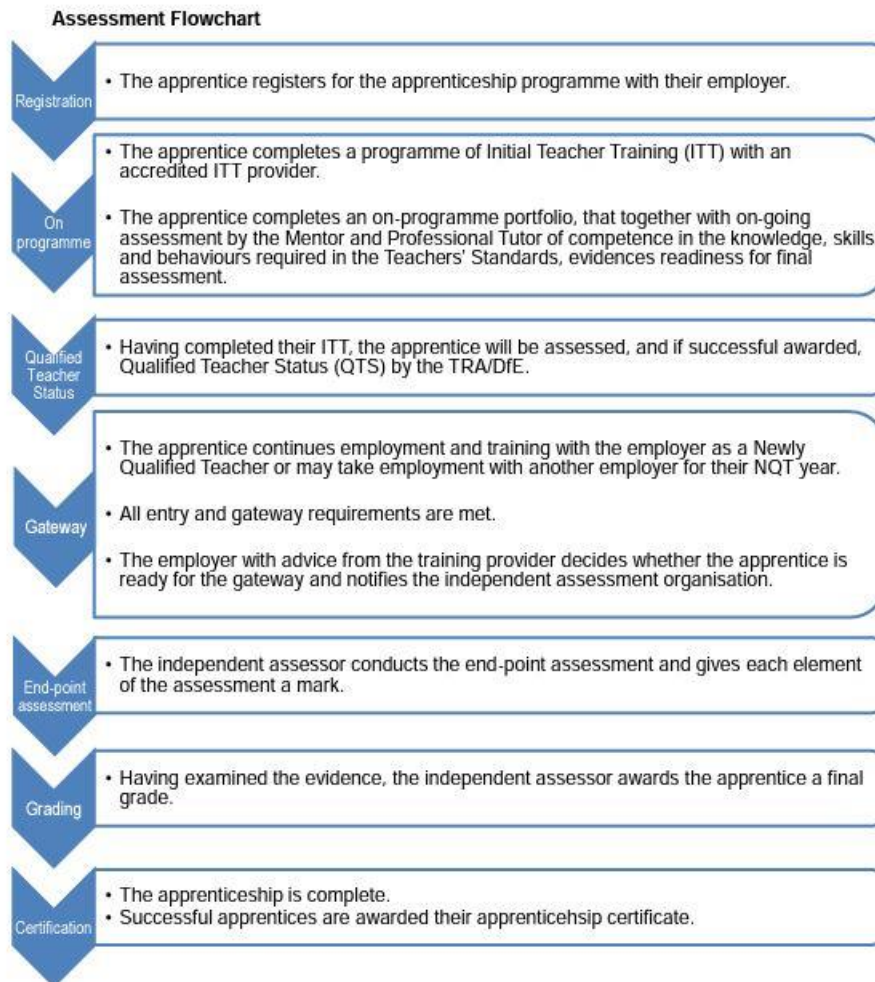 Assessment Flowchart
Registration
• The apprentice registers for the apprenticeship programme with their employer.
On
programme
• The apprentice completes a programme of Initial Teacher Training (ITT) with an
accredited ITT provider.
• The apprentice completes an on-programme portfolio, that together with on-going
assessment by the Mentor and Professional Tutor of competence in the knowledge, skills
and behaviours required in the Teachers' Standards, evidences readiness for final
assessment.
Qualified
Teacher
Status
• Having completed their ITT, the apprentice will be assessed, and if successful awarded,
Qualified Teacher Status (QTS) by the TRA/DfE.
Gateway
• The apprentice continues employment and training with the employer as a Newly
Qualified Teacher or may take employment with another employer for their NQT year.
• All entry and gateway requirements are met.
• The employer with advice from the training provider decides whether the apprentice is
ready for the gateway and notifies the independent assessment organisation.
End-point
assessment
• The independent assessor conducts the end-point assessment and gives each element
of the assessment a mark.
Grading
• Having examined the evidence, the independent assessor awards the apprentice a final
grade.
Certification
• The apprenticeship is complete.
• Successful apprentices are awarded their apprenticehsip certificate.